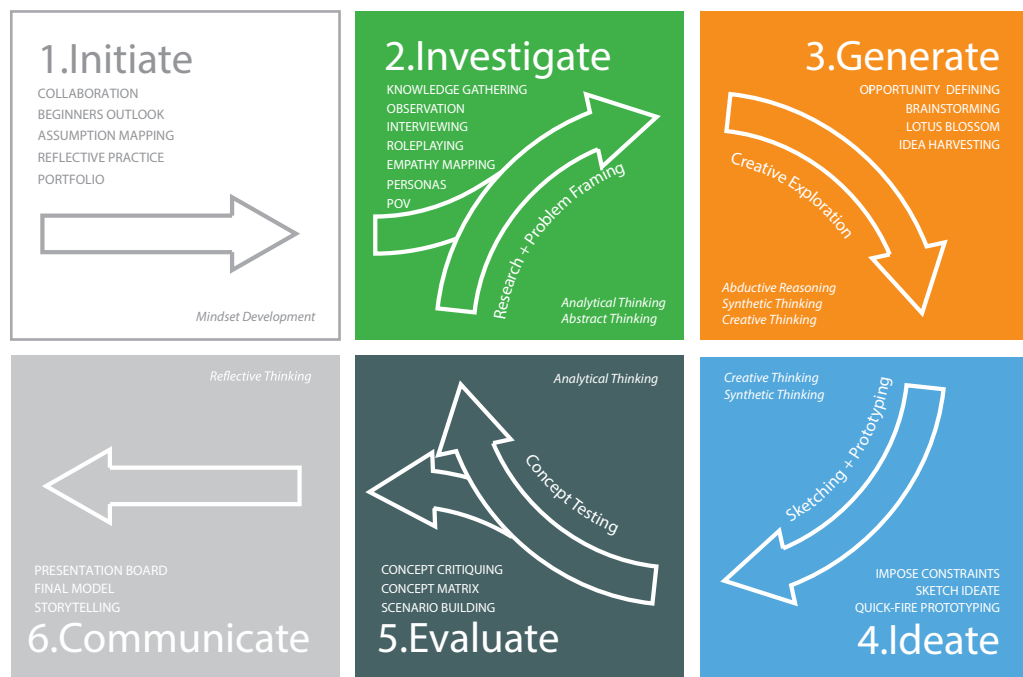 1.Initiate
COLLABORATION
BEGINNERS OUTLOOK
ASSUMPTION MAPPING
REFLECTIVE PRACTICE
PORTFOLIO
Mindset Development
2.Investigate
KNOWLEDGE GATHERING
OBSERVATION
INTERVIEWING
ROLEPLAYING
EMPATHY MAPPING
PERSONAS
POV
Research + Problem Framing
Analytical Thinking
Abstract Thinking
3.Generate
OPPORTUNITY DEFINING
BRAINSTORMING
LOTUS BLOSSOM
IDEA HARVESTING
Creative Exploration
Abductive Reasoning
Synthetic Thinking
Creative Thinking
Creative Thinking
Synthetic Thinking
Sketching + Prototyping
IMPOSE CONSTRAINTS
SKETCH IDEATE
QUICK-FIRE PROTOTYPING
4.Ideate
Analytical Thinking
Concept Testing
CONCEPT CRITIQUING
CONCEPT MATRIX
SCENARIO BUILDING
5.Evaluate
Reflective Thinking
PRESENTATION BOARD
FINAL MODEL
STORYTELLING
6.Communicate